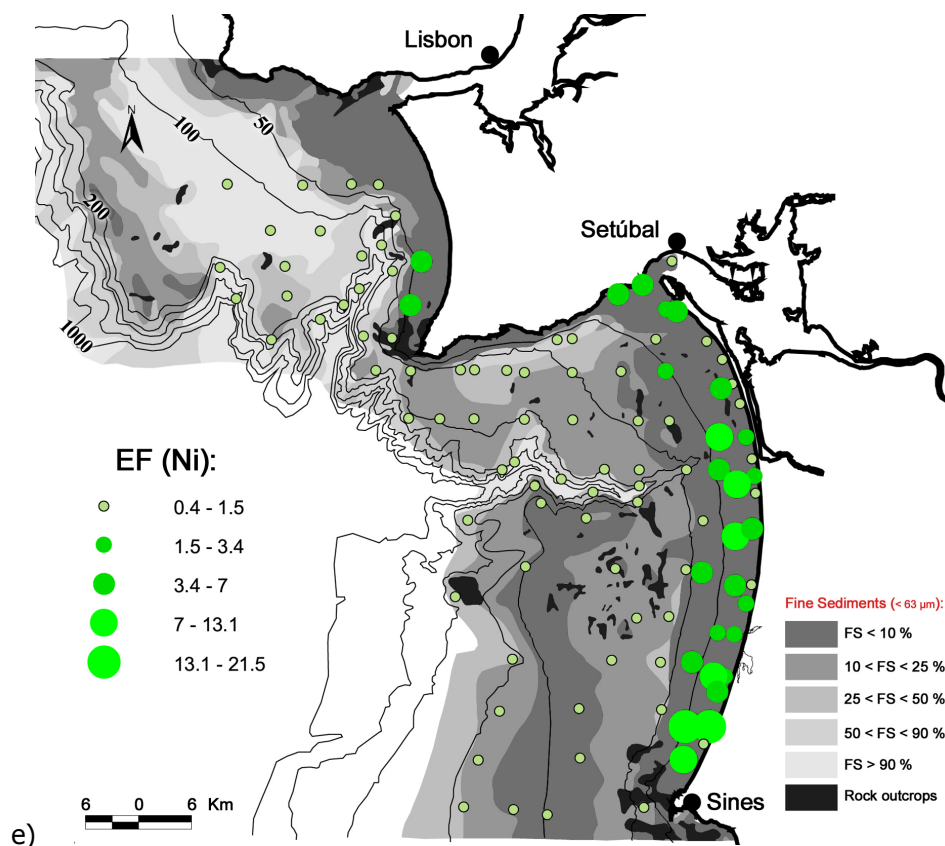 Lisbon
N
50
100
200
Setúbal
1000
EF (Ni):
0.4 - 1.5
1.5 - 3.4
3.4 - 7
7 - 13.1
13.1 - 21.5
Fine Sediments (< 63 µm):
FS < 10 %
10 < FS < 25 %
25 < FS < 50 %
50 < FS < 90 %
FS > 90 %
Rock outcrops
6 0 6 Km
Sines
e)